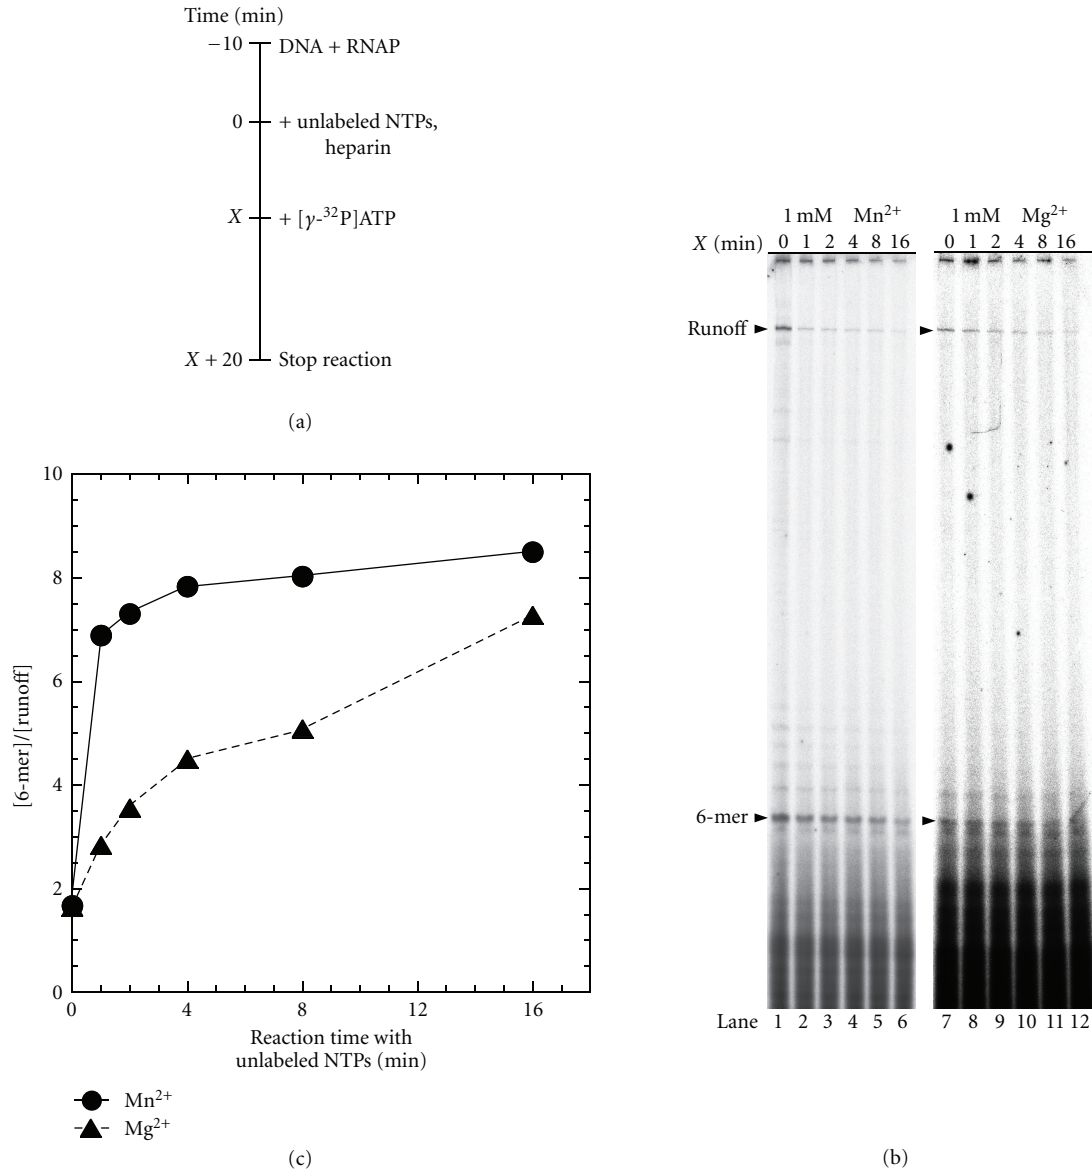 Time (min)
−10 DNA + RNAP
0 + unlabeled NTPs,
heparin
X + [γ-³²P]ATP
X + 20 Stop reaction
(a)
1 mM Mn²⁺ 1 mM Mg²⁺
X (min) 0 1 2 4 8 16 0 1 2 4 8 16
Runoff
6-mer
Lane 1 2 3 4 5 6 7 8 9 10 11 12
(b)
10
8
6
4
2
0
[6-mer]/[runoff]
0 4 8 12 16
Reaction time with
unlabeled NTPs (min)
Mn²⁺
Mg²⁺
(c)